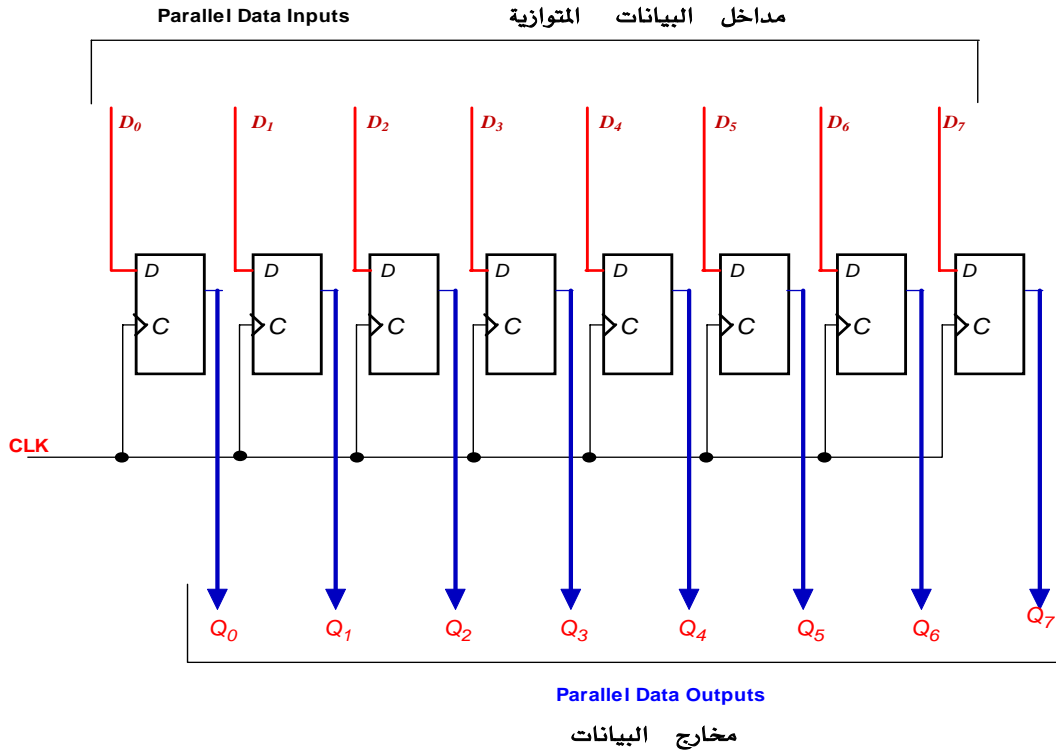 Parallel Data Inputs مداخل البيانات المتوازية
D0 D1 D2 D3 D4 D5 D6 D7
D D D D D D D D
C C C C C C C C
CLK
Q0 Q1 Q2 Q3 Q4 Q5 Q6 Q7
Parallel Data Outputs
مخارج البيانات